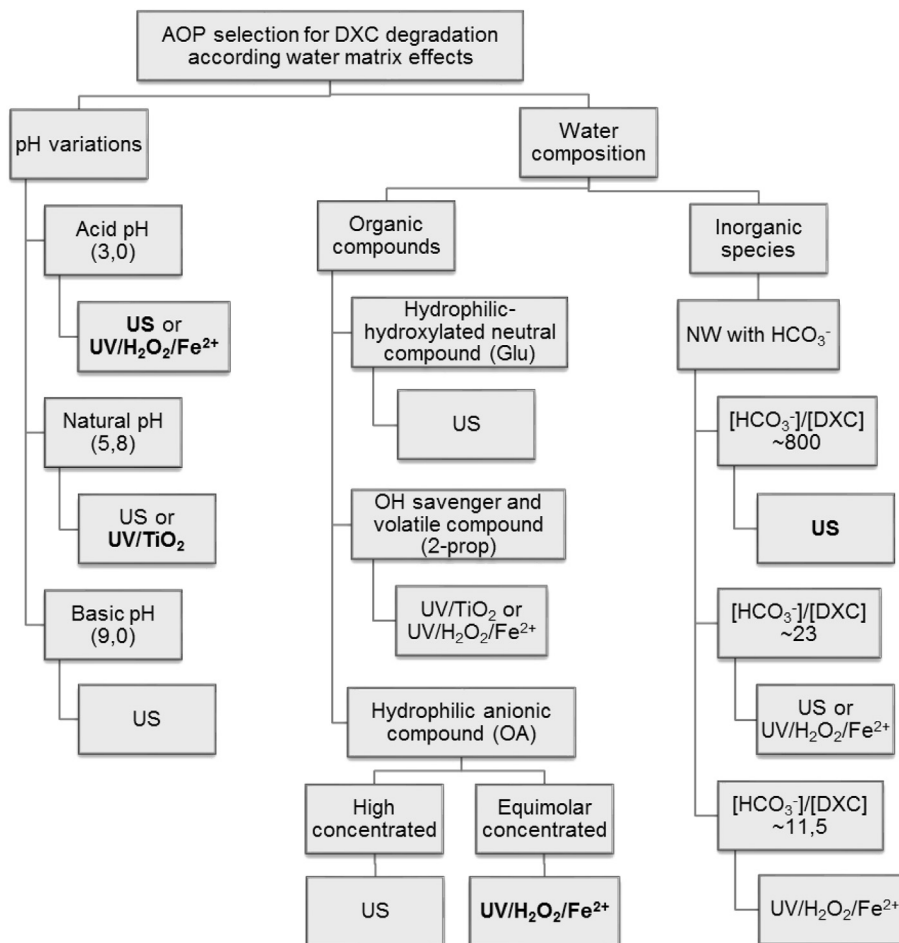 AOP selection for DXC degradation
according water matrix effects
pH variations
Acid pH
(3,0)
US or
UV/H₂O₂/Fe²⁺
Natural pH
(5,8)
US or
UV/TiO₂
Basic pH
(9,0)
US
Water
composition
Organic
compounds
Hydrophilic-
hydroxylated neutral
compound (Glu)
US
OH savenger and
volatile compound
(2-prop)
UV/TiO₂ or
UV/H₂O₂/Fe²⁺
Hydrophilic anionic
compound (OA)
High
concentrated
US
Equimolar
concentrated
UV/H₂O₂/Fe²⁺
Inorganic
species
NW with HCO₃⁻
[HCO₃⁻]/[DXC]
~800
US
[HCO₃⁻]/[DXC]
~23
US or
UV/H₂O₂/Fe²⁺
[HCO₃⁻]/[DXC]
~11,5
UV/H₂O₂/Fe²⁺